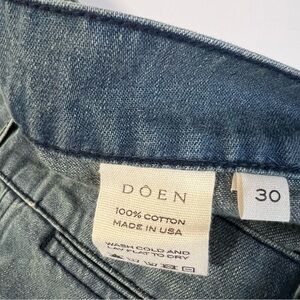 DÔEN
100% COTTON
MADE IN USA
WASH COLD AND
LAY FLAT TO DRY
30